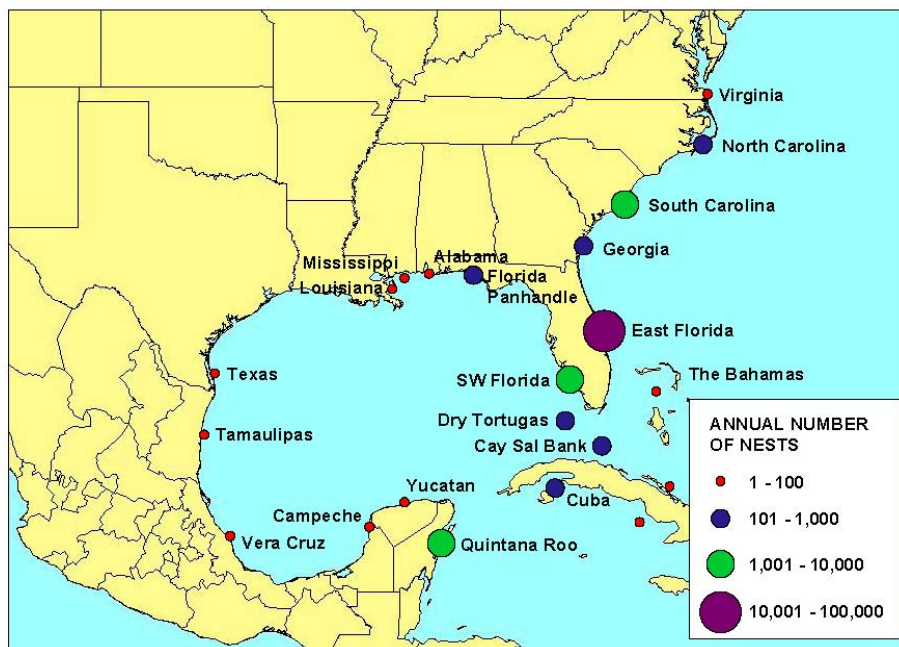 Virginia
North Carolina
South Carolina
Georgia
Alabama
Mississippi
Louisiana
Florida
Panhandle
East Florida
Texas
SW Florida
The Bahamas
Dry Tortugas
Tamaulipas
Cay Sal Bank
Yucatan
Cuba
Campeche
Vera Cruz
Quintana Roo
ANNUAL NUMBER
OF NESTS
1 - 100
101 - 1,000
1,001 - 10,000
10,001 - 100,000